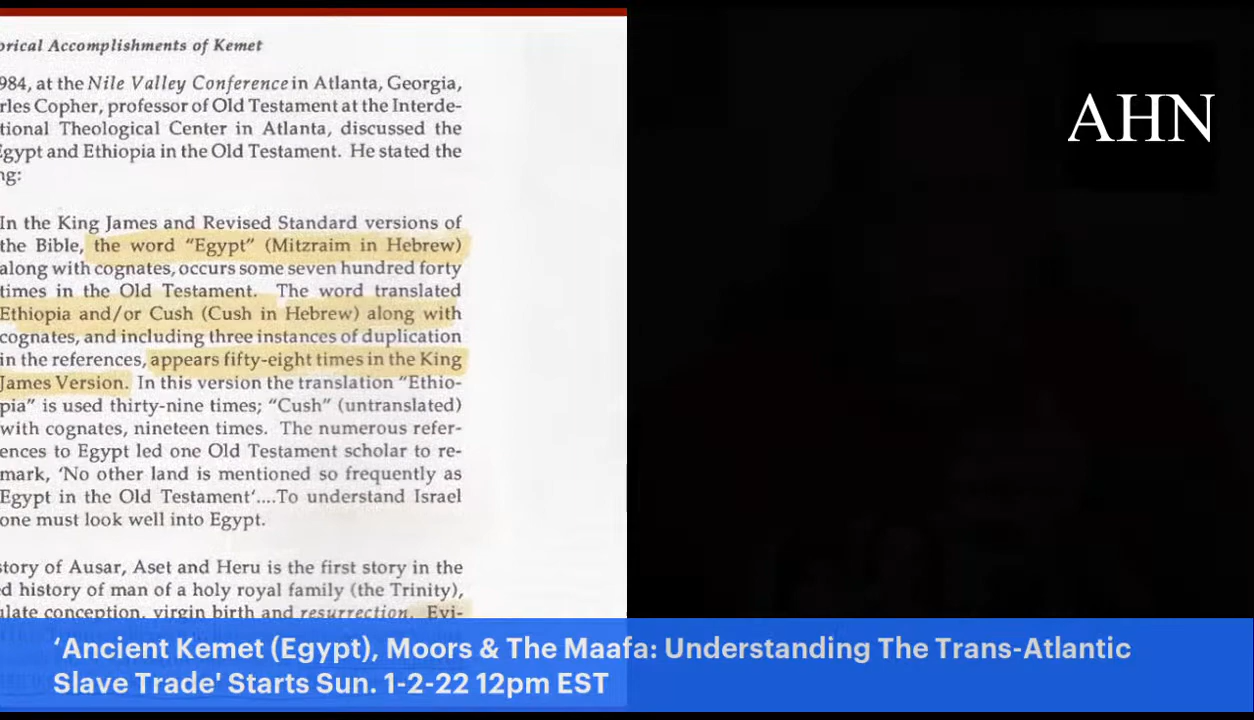 orical Accomplishments of Kemet
984, at the Nile Valley Conference in Atlanta, Georgia,
rles Copher, professor of Old Testament at the Interde-
tional Theological Center in Atlanta, discussed the
Egypt and Ethiopia in the Old Testament. He stated the
ng:
In the King James and Revised Standard versions of
the Bible, the word "Egypt" (Mitzraim in Hebrew)
along with cognates, occurs some seven hundred forty
times in the Old Testament. The word translated
Ethiopia and/or Cush (Cush in Hebrew) along with
cognates, and including three instances of duplication
in the references, appears fifty-eight times in the King
James Version. In this version the translation "Ethio-
pia" is used thirty-nine times; "Cush" (untranslated)
with cognates, nineteen times. The numerous refer-
ences to Egypt led one Old Testament scholar to re-
mark, 'No other land is mentioned so frequently as
Egypt in the Old Testament'....To understand Israel
one must look well into Egypt.
story of Ausar, Aset and Heru is the first story in the
d history of man of a holy royal family (the Trinity),
ulate conception, virgin birth and resurrection. Evi-
AHN
'Ancient Kemet (Egypt), Moors & The Maafa: Understanding The Trans-Atlantic
Slave Trade' Starts Sun. 1-2-22 12pm EST